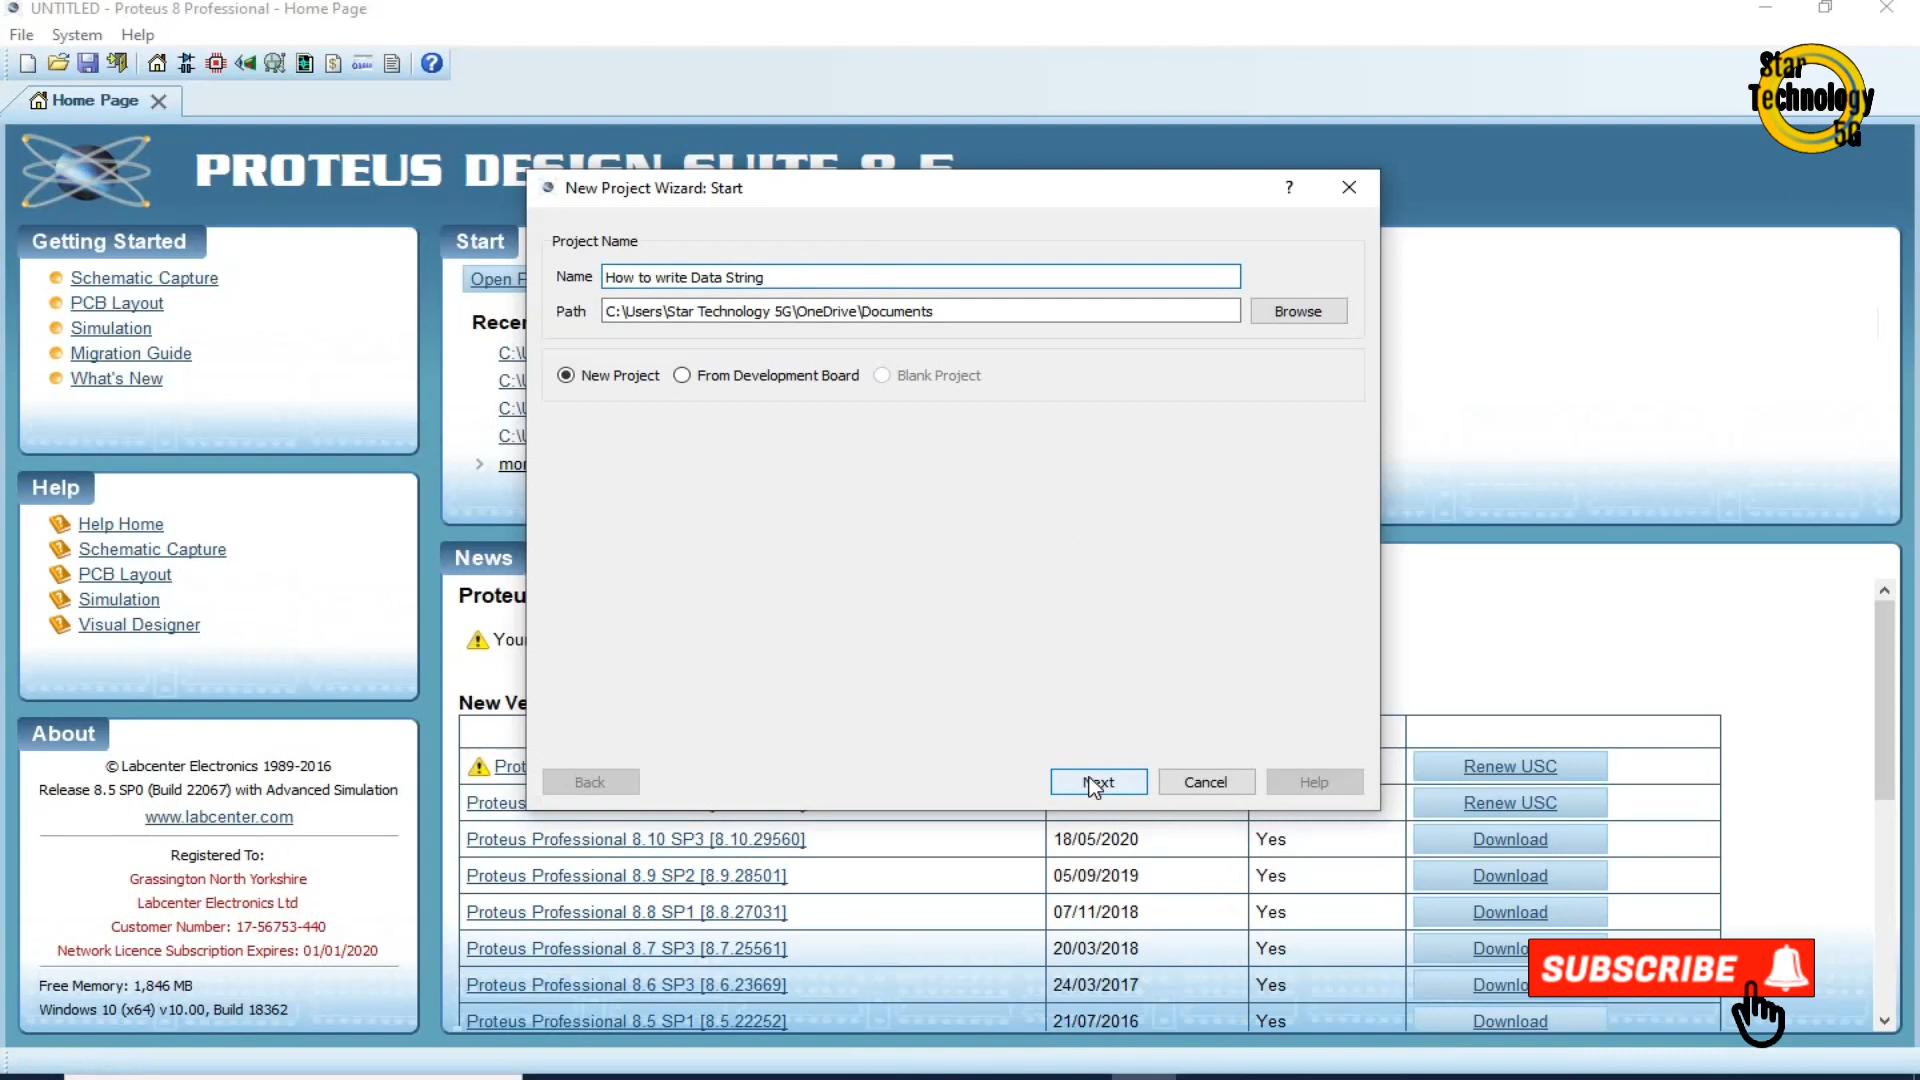 UNTITLED - Proteus 8 Professional - Home Page
File System Help
Home Page
Star Technology 5G
PROTEUS DESIGN SUITE 8.5
New Project Wizard: Start
?
Project Name
Name How to write Data String
Path C:\Users\Star Technology 5G\OneDrive\Documents Browse
New Project From Development Board Blank Project
Back Next Cancel Help
Getting Started
Schematic Capture
PCB Layout
Simulation
Migration Guide
What's New
Help
Help Home
Schematic Capture
PCB Layout
Simulation
Visual Designer
About
© Labcenter Electronics 1989-2016
Release 8.5 SP0 (Build 22067) with Advanced Simulation
www.labcenter.com
Registered To:
Grassington North Yorkshire
Labcenter Electronics Ltd
Customer Number: 17-56753-440
Network Licence Subscription Expires: 01/01/2020
Free Memory: 1,846 MB
Windows 10 (x64) v10.00, Build 18362
Start
Open
C:\
C:\
C:\
C:\
News
Renew USC
Proteus Renew USC
Proteus Professional 8.10 SP3 [8.10.29560] 18/05/2020 Yes Download
Proteus Professional 8.9 SP2 [8.9.28501] 05/09/2019 Yes Download
Proteus Professional 8.8 SP1 [8.8.27031] 07/11/2018 Yes Download
Proteus Professional 8.7 SP3 [8.7.25561] 20/03/2018 Yes
Proteus Professional 8.6 SP3 [8.6.23669] 24/03/2017 Yes
Proteus Professional 8.5 SP1 [8.5.22252] 21/07/2016 Yes Download
SUBSCRIBE